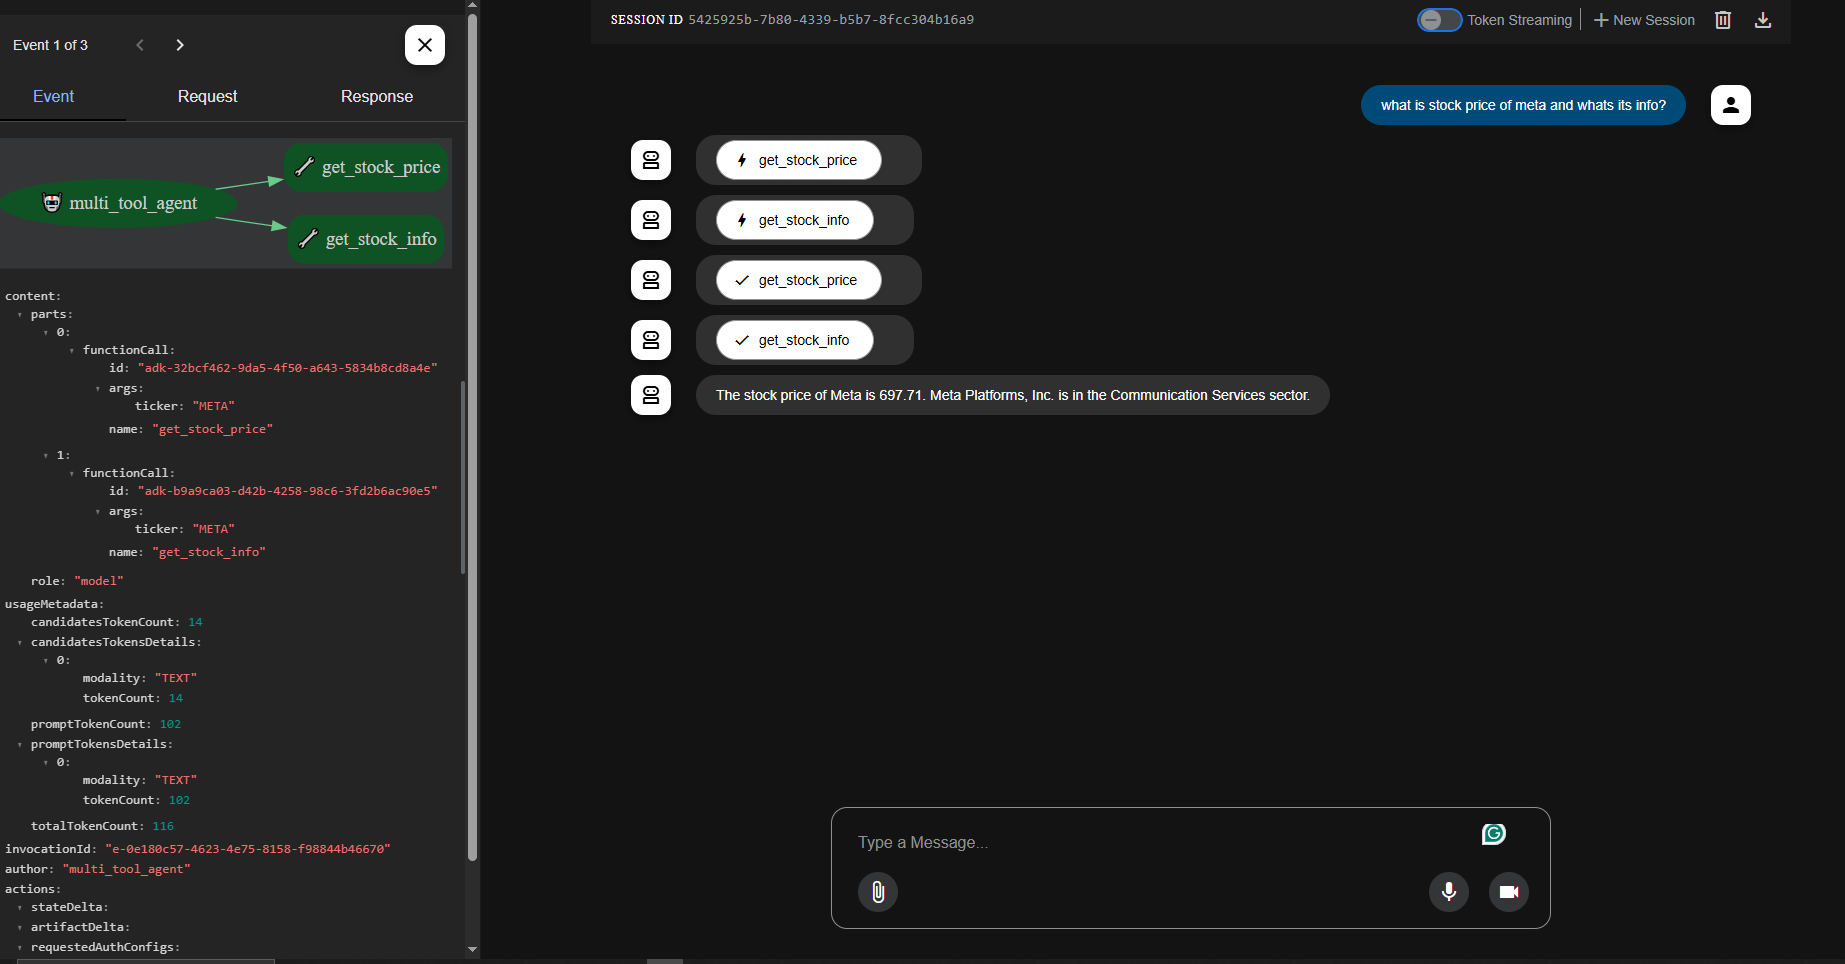 Event 1 of 3
Event Request Response
multi_tool_agent
get_stock_price
get_stock_info
content:
parts:
0:
functionCall:
id: "adk-32bcf462-9da5-4f50-a643-5834b8cd8a4e"
args:
ticker: "META"
name: "get_stock_price"
1:
functionCall:
id: "adk-b9a9ca03-d42b-4258-98c6-3fd2b6ac90e5"
args:
ticker: "META"
name: "get_stock_info"
role: "model"
usageMetadata:
candidatesTokenCount: 14
candidatesTokensDetails:
0:
modality: "TEXT"
tokenCount: 14
promptTokenCount: 102
promptTokensDetails:
0:
modality: "TEXT"
tokenCount: 102
totalTokenCount: 116
invocationId: "e-0e180c57-4623-4e75-8158-f98844b46670"
author: "multi_tool_agent"
actions:
stateDelta:
artifactDelta:
requestedAuthConfigs:
SESSION ID 5425925b-7b80-4339-b5b7-8fcc304b16a9
Token Streaming
New Session
what is stock price of meta and whats its info?
get_stock_price
get_stock_info
get_stock_price
get_stock_info
The stock price of Meta is 697.71. Meta Platforms, Inc. is in the Communication Services sector.
Type a Message...